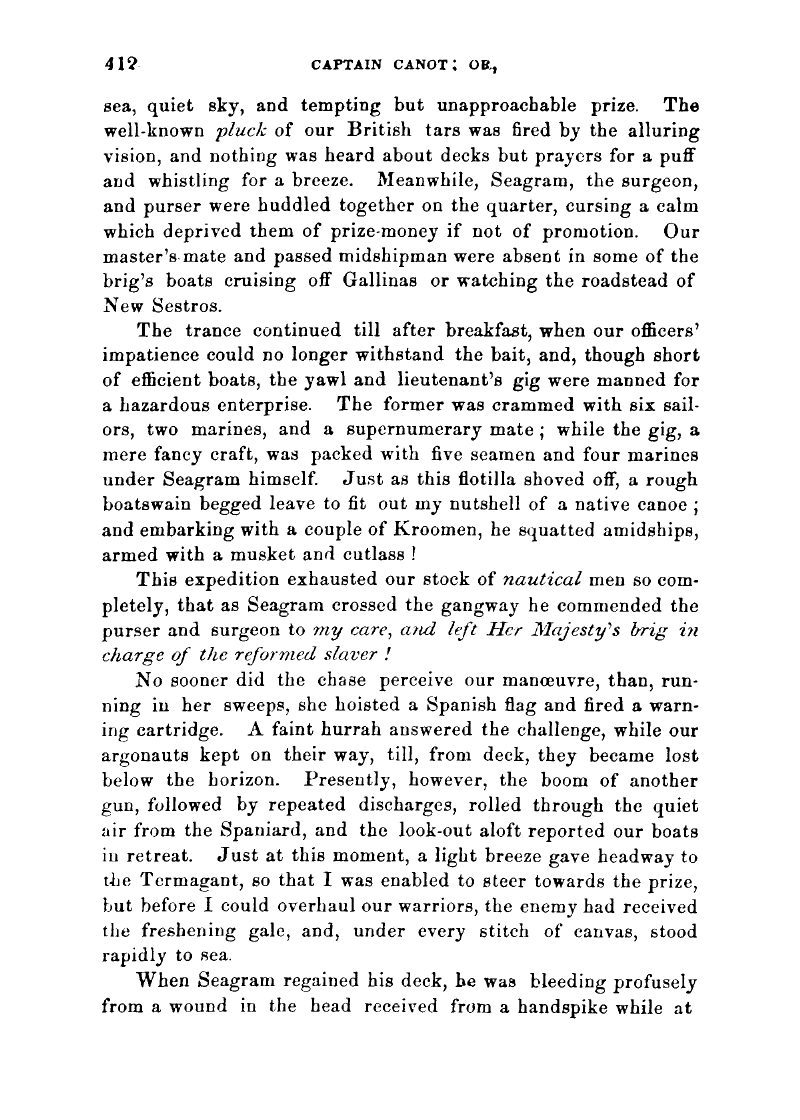 412 CAPTAIN CANOT; OR,
sea, quiet sky, and tempting but unapproachable prize. The
well-known pluck of our British tars was fired by the alluring
vision, and nothing was heard about decks but prayers for a puff
and whistling for a breeze. Meanwhile, Seagram, the surgeon,
and purser were huddled together on the quarter, cursing a calm
which deprived them of prize-money if not of promotion. Our
master's mate and passed midshipman were absent in some of the
brig's boats cruising off Gallinas or watching the roadstead of
New Sestros.
The trance continued till after breakfast, when our officers'
impatience could no longer withstand the bait, and, though short
of efficient boats, the yawl and lieutenant's gig were manned for
a hazardous enterprise. The former was crammed with six sail-
ors, two marines, and a supernumerary mate; while the gig, a
mere fancy craft, was packed with five seamen and four marines
under Seagram himself. Just as this flotilla shoved off, a rough
boatswain begged leave to fit out my nutshell of a native canoe;
and embarking with a couple of Kroomen, he squatted amidships,
armed with a musket and cutlass!
This expedition exhausted our stock of nautical men so com-
pletely, that as Seagram crossed the gangway he commended the
purser and surgeon to my care, and left Her Majesty's brig in
charge of the reformed slaver!
No sooner did the chase perceive our manœuvre, than, run-
ning in her sweeps, she hoisted a Spanish flag and fired a warn-
ing cartridge. A faint hurrah answered the challenge, while our
argonauts kept on their way, till, from deck, they became lost
below the horizon. Presently, however, the boom of another
gun, followed by repeated discharges, rolled through the quiet
air from the Spaniard, and the look-out aloft reported our boats
in retreat. Just at this moment, a light breeze gave headway to
the Termagant, so that I was enabled to steer towards the prize,
but before I could overhaul our warriors, the enemy had received
the freshening gale, and, under every stitch of canvas, stood
rapidly to sea.
When Seagram regained his deck, he was bleeding profusely
from a wound in the head received from a handspike while at